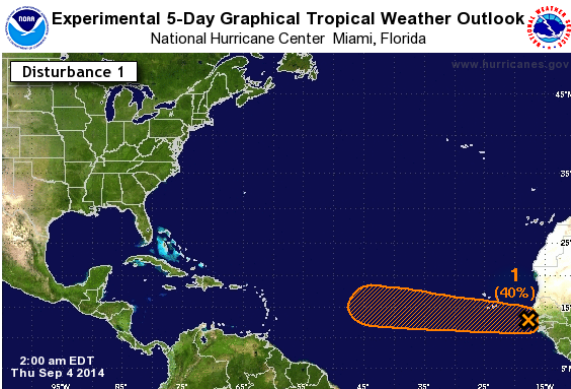 Experimental 5-Day Graphical Tropical Weather Outlook
National Hurricane Center Miami, Florida
Disturbance 1
www.hurricanes.gov
45°N
35°N
25°N
1
(40%)
15°N
5°N
2:00 am EDT
Thu Sep 4 2014
95°W 85°W 75°W 65°W 55°W 45°W 35°W 25°W 15°W